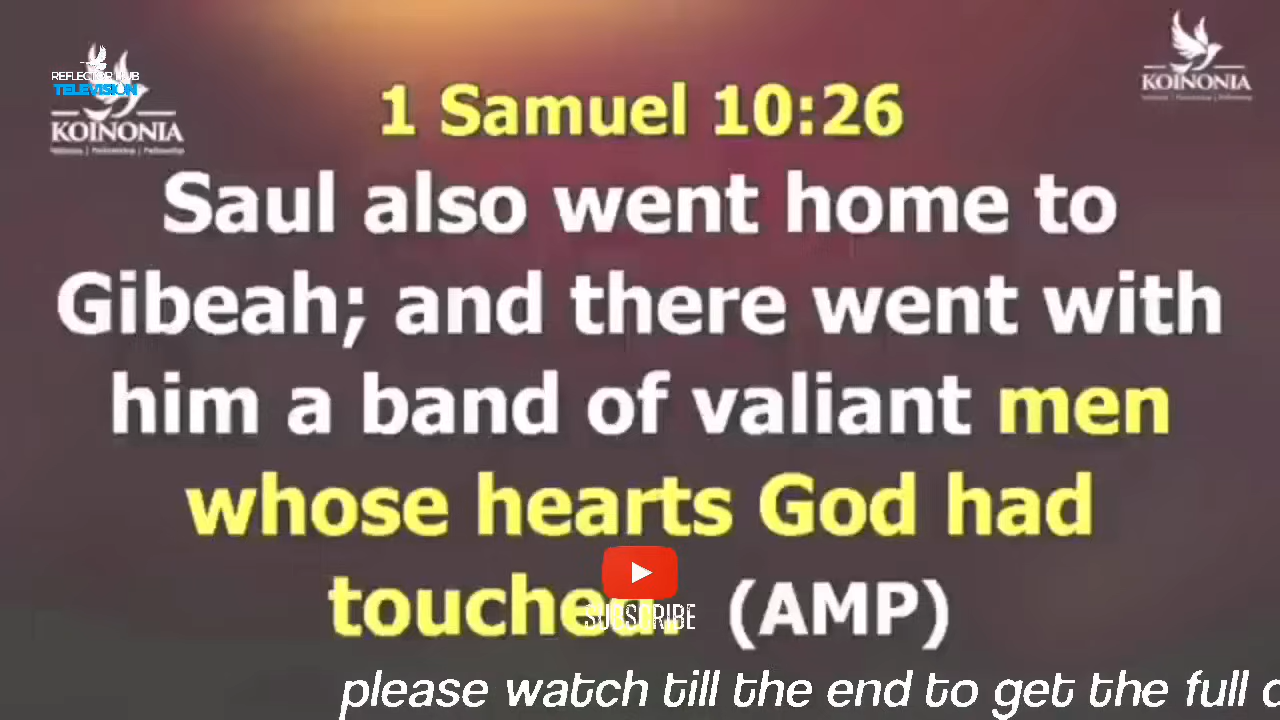 REFLECTOR HUB
TELEVISION
KOINONIA
KOINONIA
1 Samuel 10:26
Saul also went home to
Gibeah; and there went with
him a band of valiant men
whose hearts God had
touched. (AMP)
SUBSCRIBE
please watch till the end to get the full